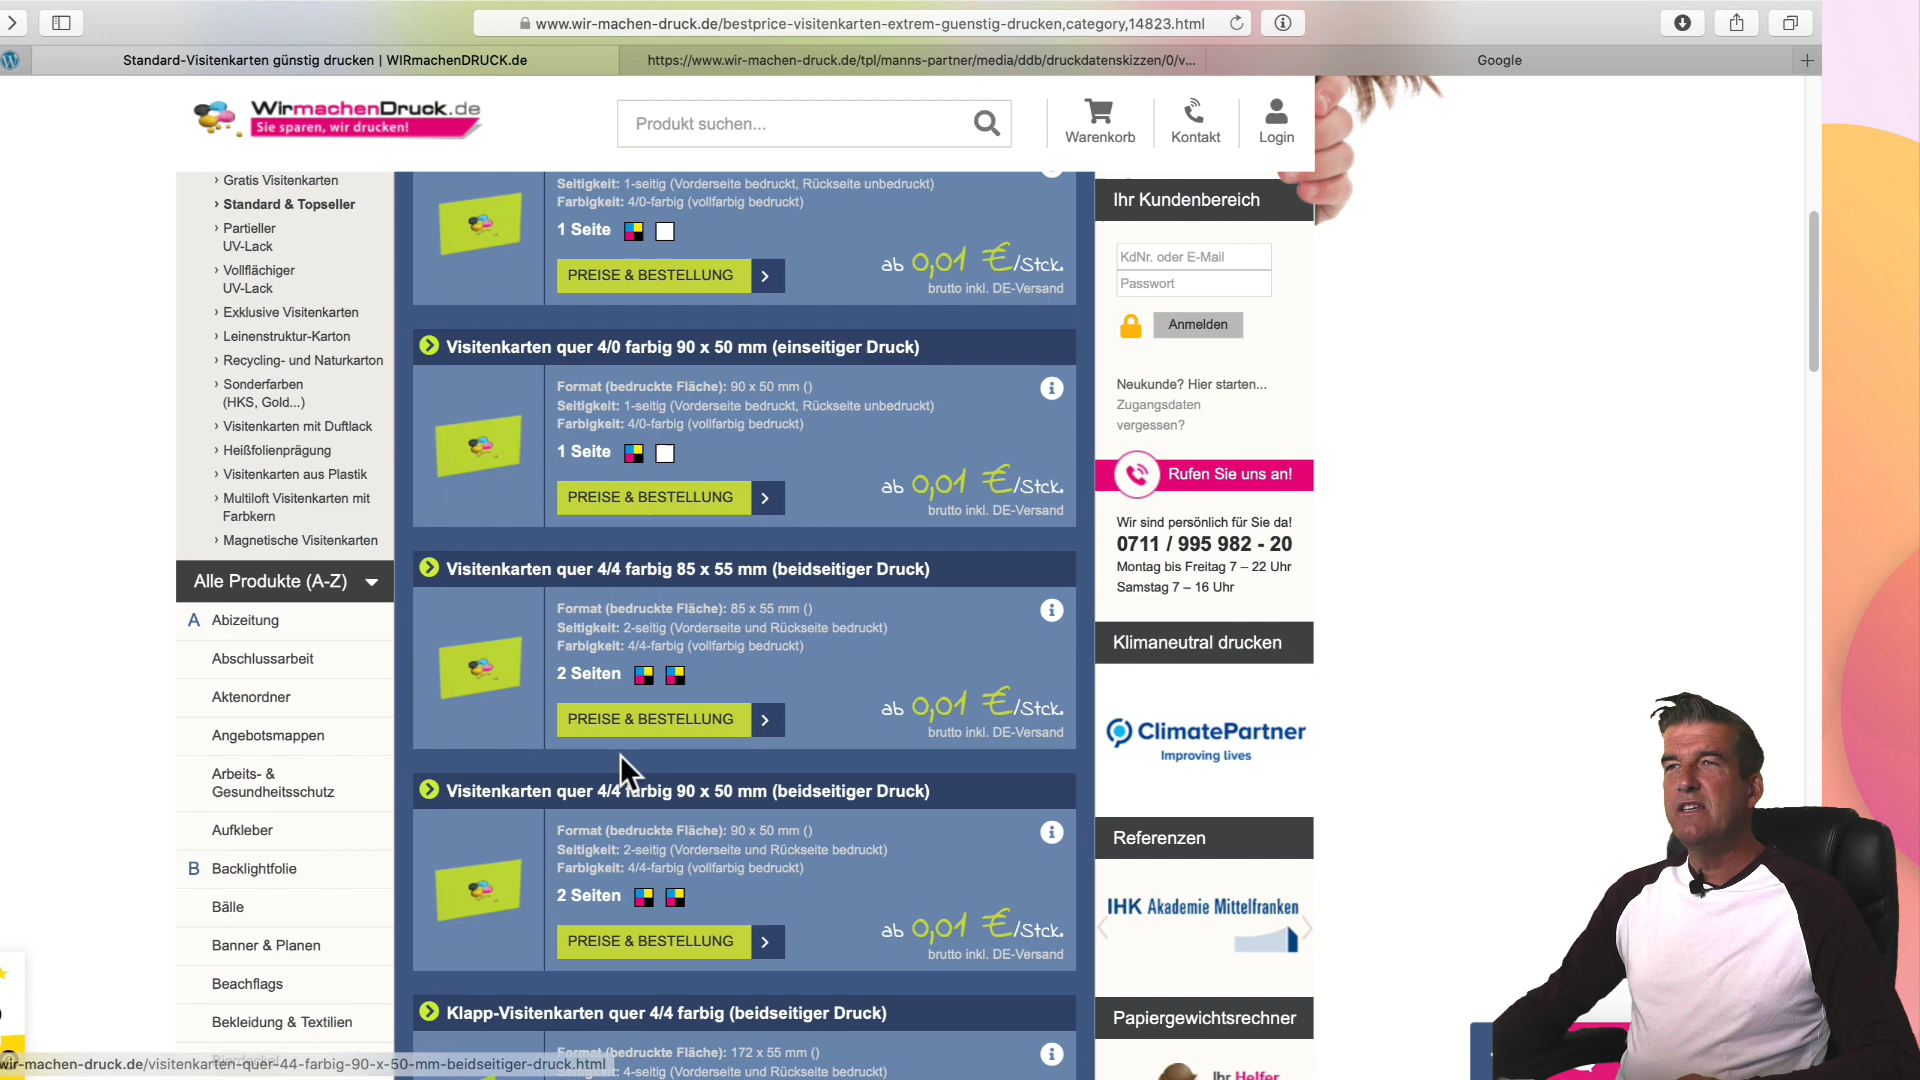 www.wir-machen-druck.de/bestprice-visitenkarten-extrem-guenstig-drucken,category,14823.html
Standard-Visitenkarten günstig drucken | WIRmachenDRUCK.de
https://www.wir-machen-druck.de/tpl/manns-partner/media/ddb/druckdatenskizzen/0/v...
Google
WirmachenDruck.de
Sie sparen, wir drucken!
Produkt suchen...
Warenkorb
Kontakt
Login
Gratis Visitenkarten
Standard & Topseller
Partieller
UV-Lack
Vollflächiger
UV-Lack
Exklusive Visitenkarten
Leinenstruktur-Karton
Recycling- und Naturkarton
Sonderfarben
(HKS, Gold...)
Visitenkarten mit Duftlack
Heißfolienprägung
Visitenkarten aus Plastik
Multiloft Visitenkarten mit
Farbkern
Magnetische Visitenkarten
Alle Produkte (A-Z)
A Abizeitung
Abschlussarbeit
Aktenordner
Angebotsmappen
Arbeits- &
Gesundheitsschutz
Aufkleber
B Backlightfolie
Bälle
Banner & Planen
Beachflags
Bekleidung & Textilien
Bierdeckel
Seitigkeit: 1-seitig (Vorderseite bedruckt, Rückseite unbedruckt)
Farbigkeit: 4/0-farbig (vollfarbig bedruckt)
1 Seite
PREISE & BESTELLUNG
ab 0,01 €/Stck.
brutto inkl. DE-Versand
Visitenkarten quer 4/0 farbig 90 x 50 mm (einseitiger Druck)
Format (bedruckte Fläche): 90 x 50 mm ()
Seitigkeit: 1-seitig (Vorderseite bedruckt, Rückseite unbedruckt)
Farbigkeit: 4/0-farbig (vollfarbig bedruckt)
1 Seite
PREISE & BESTELLUNG
ab 0,01 €/Stck.
brutto inkl. DE-Versand
Visitenkarten quer 4/4 farbig 85 x 55 mm (beidseitiger Druck)
Format (bedruckte Fläche): 85 x 55 mm ()
Seitigkeit: 2-seitig (Vorderseite und Rückseite bedruckt)
Farbigkeit: 4/4-farbig (vollfarbig bedruckt)
2 Seiten
PREISE & BESTELLUNG
ab 0,01 €/Stck.
brutto inkl. DE-Versand
Visitenkarten quer 4/4 farbig 90 x 50 mm (beidseitiger Druck)
Format (bedruckte Fläche): 90 x 50 mm ()
Seitigkeit: 2-seitig (Vorderseite und Rückseite bedruckt)
Farbigkeit: 4/4-farbig (vollfarbig bedruckt)
2 Seiten
PREISE & BESTELLUNG
ab 0,01 €/Stck.
brutto inkl. DE-Versand
Klapp-Visitenkarten quer 4/4 farbig (beidseitiger Druck)
Format (bedruckte Fläche): 172 x 55 mm ()
Seitigkeit: 4-seitig (Vorderseite und Rückseite bedruckt)
Ihr Kundenbereich
KdNr. oder E-Mail
Passwort
Anmelden
Neukunde? Hier starten...
Zugangsdaten
vergessen?
Rufen Sie uns an!
Wir sind persönlich für Sie da!
0711 / 995 982 - 20
Montag bis Freitag 7 – 22 Uhr
Samstag 7 – 16 Uhr
Klimaneutral drucken
ClimatePartner
Improving lives
Referenzen
IHK Akademie Mittelfranken
Papiergewichtsrechner
Ihr Helfer
wir-machen-druck.de/visitenkarten-quer-44-farbig-90-x-50-mm-beidseitiger-druck.html